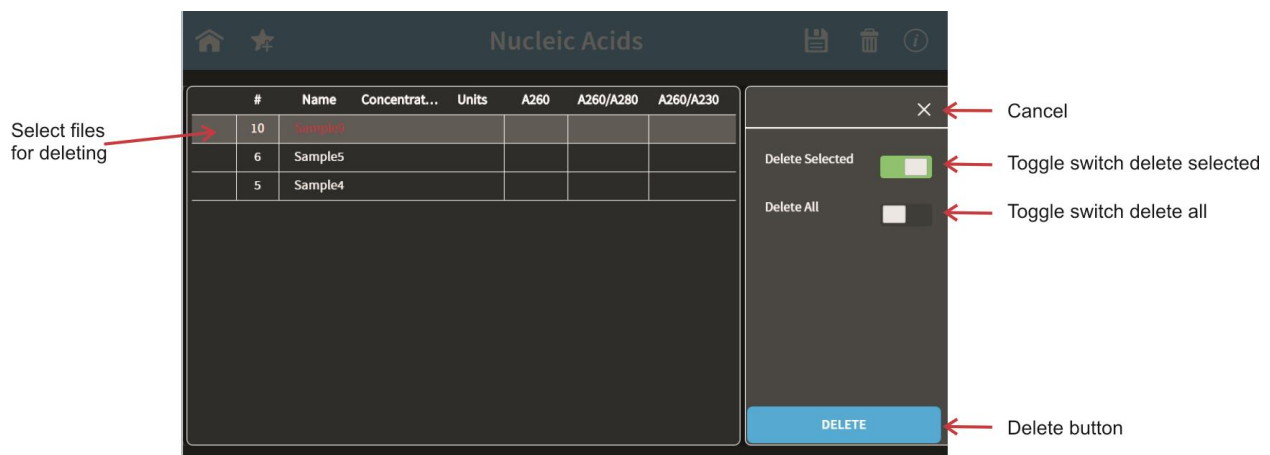 Nucleic Acids
# Name Concentrat... Units A260 A260/A280 A260/A230
Cancel
Select files
for deleting
10
6 Sample5
5 Sample4
Delete Selected
Toggle switch delete selected
Delete All
Toggle switch delete all
DELETE
Delete button